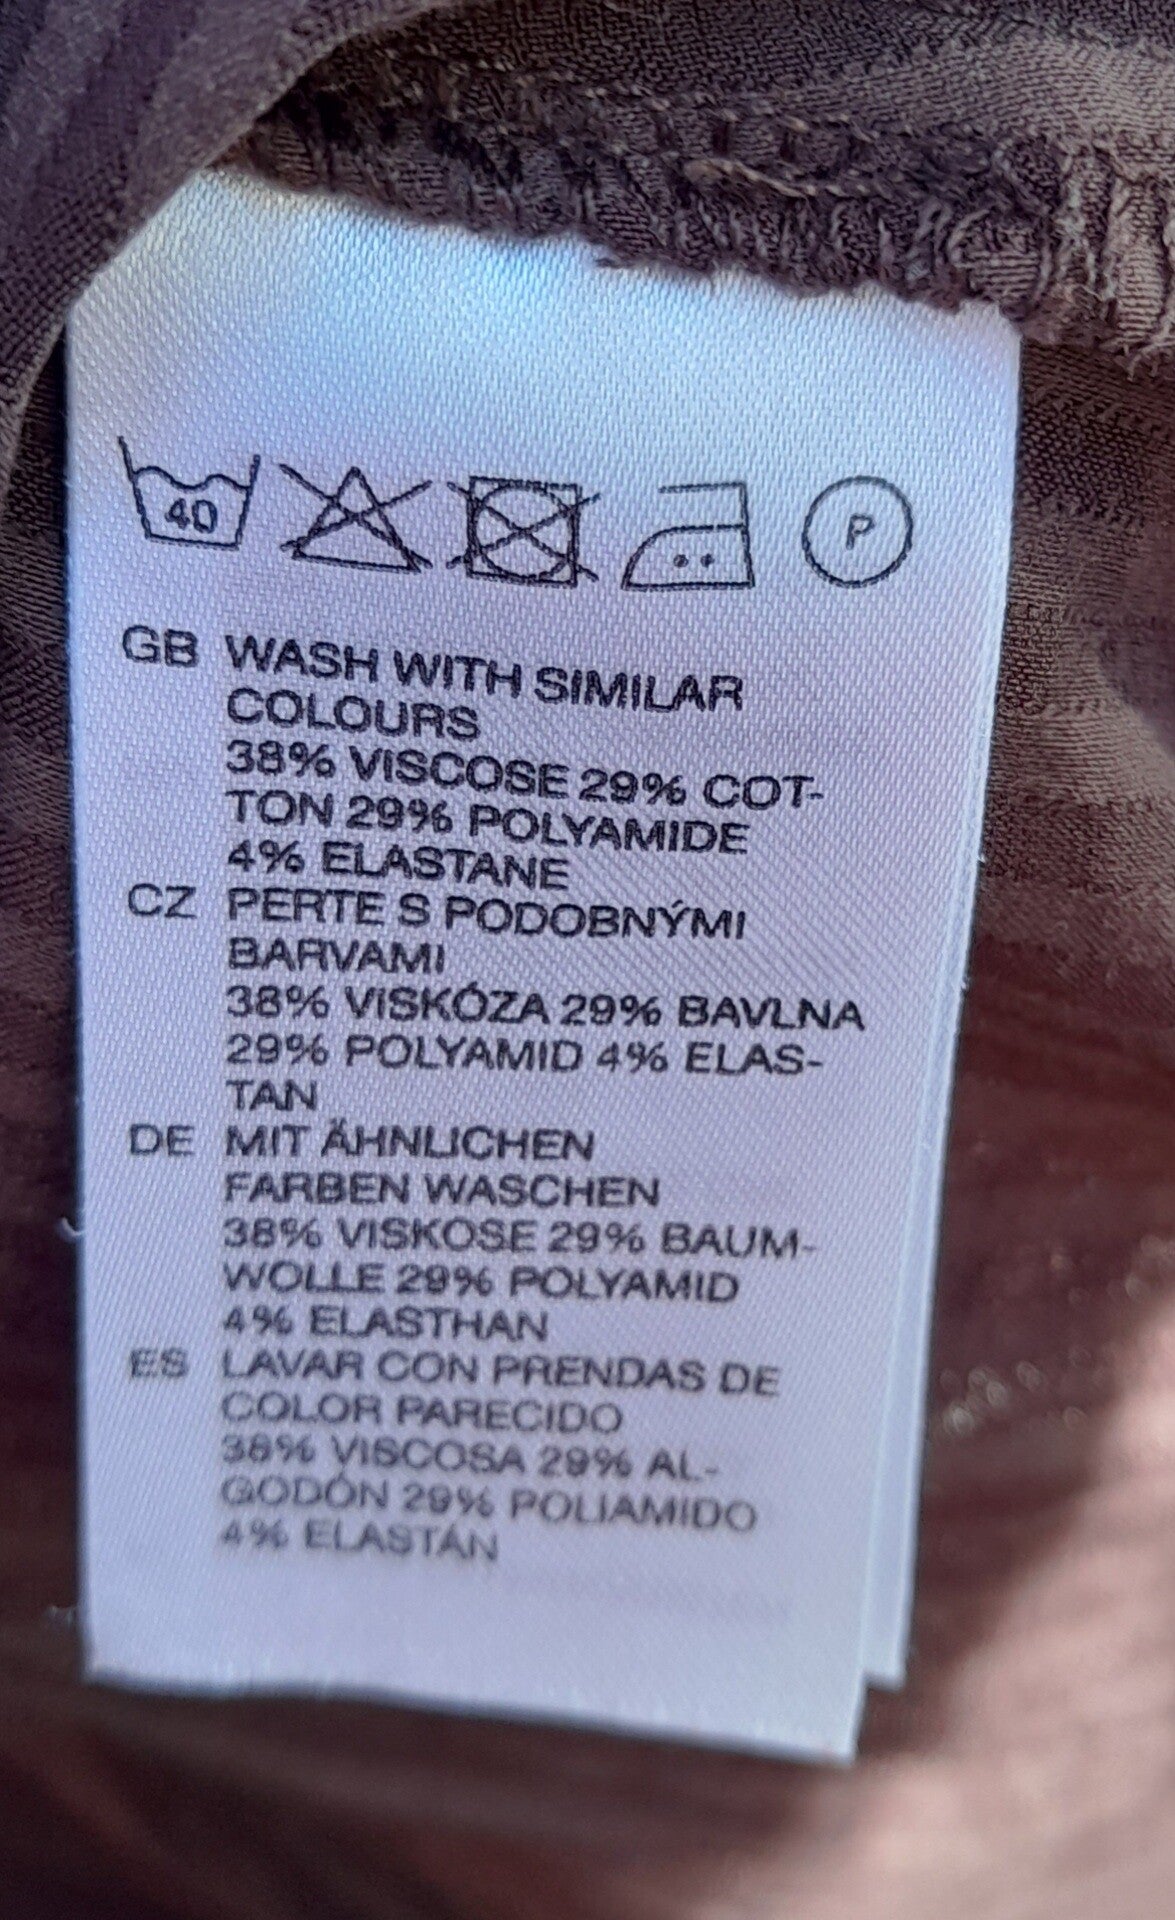 40 P
GB WASH WITH SIMILAR
COLOURS
38% VISCOSE 29% COT-
TON 29% POLYAMIDE
4% ELASTANE
CZ PERTE S PODOBNÝMI
BARVAMI
38% VISKÓZA 29% BAVLNA
29% POLYAMID 4% ELAS-
TAN
DE MIT ÄHNLICHEN
FARBEN WASCHEN
38% VISKOSE 29% BAUM-
WOLLE 29% POLYAMID
4% ELASTHAN
ES LAVAR CON PRENDAS DE
COLOR PARECIDO
38% VISCOSA 29% AL-
GODÓN 29% POLIAMIDO
4% ELASTÁN